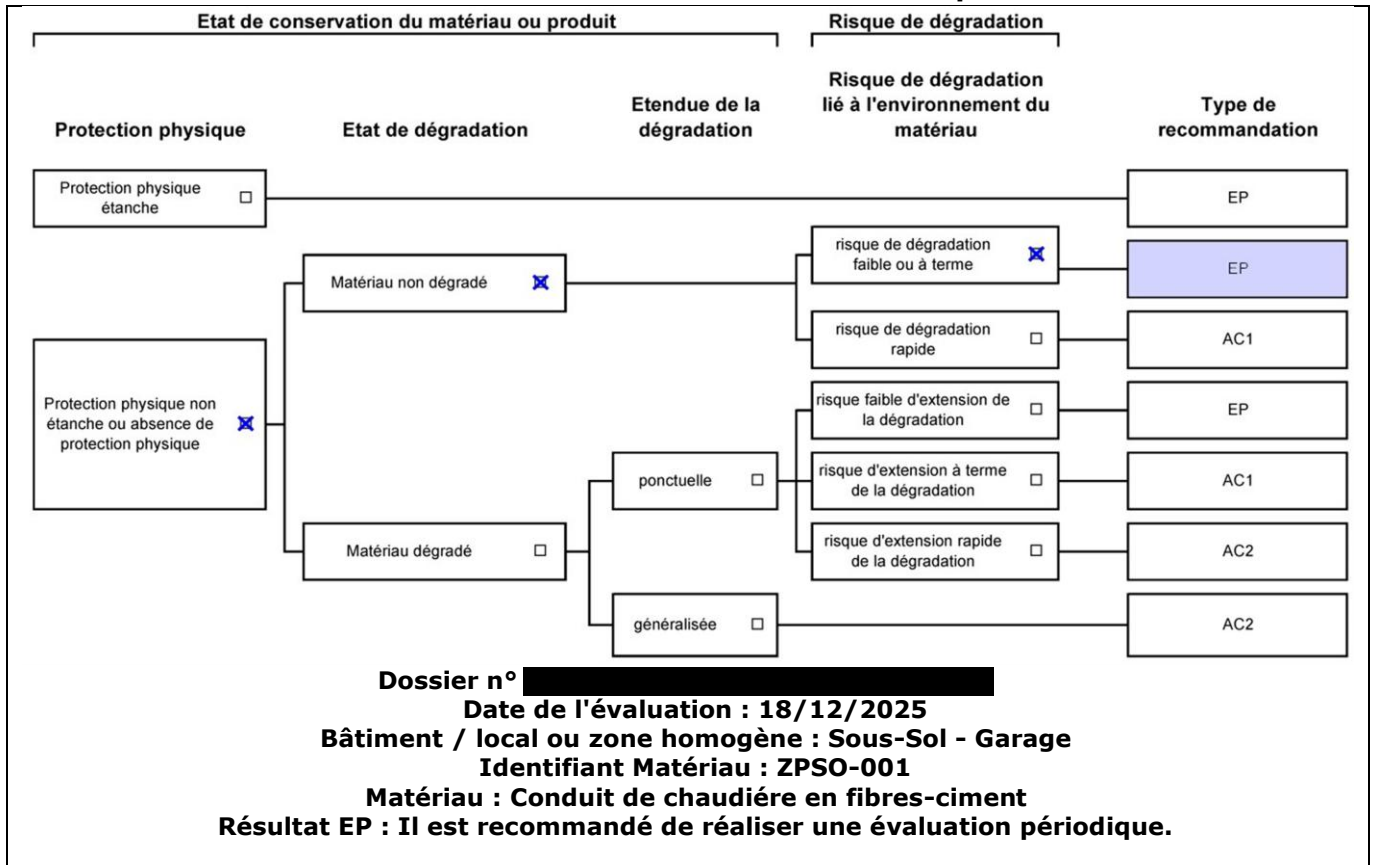 Etat de conservation du matériau ou produit
Risque de dégradation
Protection physique
Etat de dégradation
Etendue de la
dégradation
Risque de dégradation
lié à l'environnement du
matériau
Type de
recommandation
Protection physique
étanche
EP
risque de dégradation
faible ou à terme
EP
Matériau non dégradé
risque de dégradation
rapide
AC1
Protection physique non
étanche ou absence de
protection physique
risque faible d'extension de
la dégradation
EP
ponctuelle
risque d'extension à terme
de la dégradation
AC1
Matériau dégradé
risque d'extension rapide
de la dégradation
AC2
généralisée
AC2
Dossier n°
Date de l'évaluation : 18/12/2025
Bâtiment / local ou zone homogène : Sous-Sol - Garage
Identifiant Matériau : ZPSO-001
Matériau : Conduit de chaudiére en fibres-ciment
Résultat EP : Il est recommandé de réaliser une évaluation périodique.